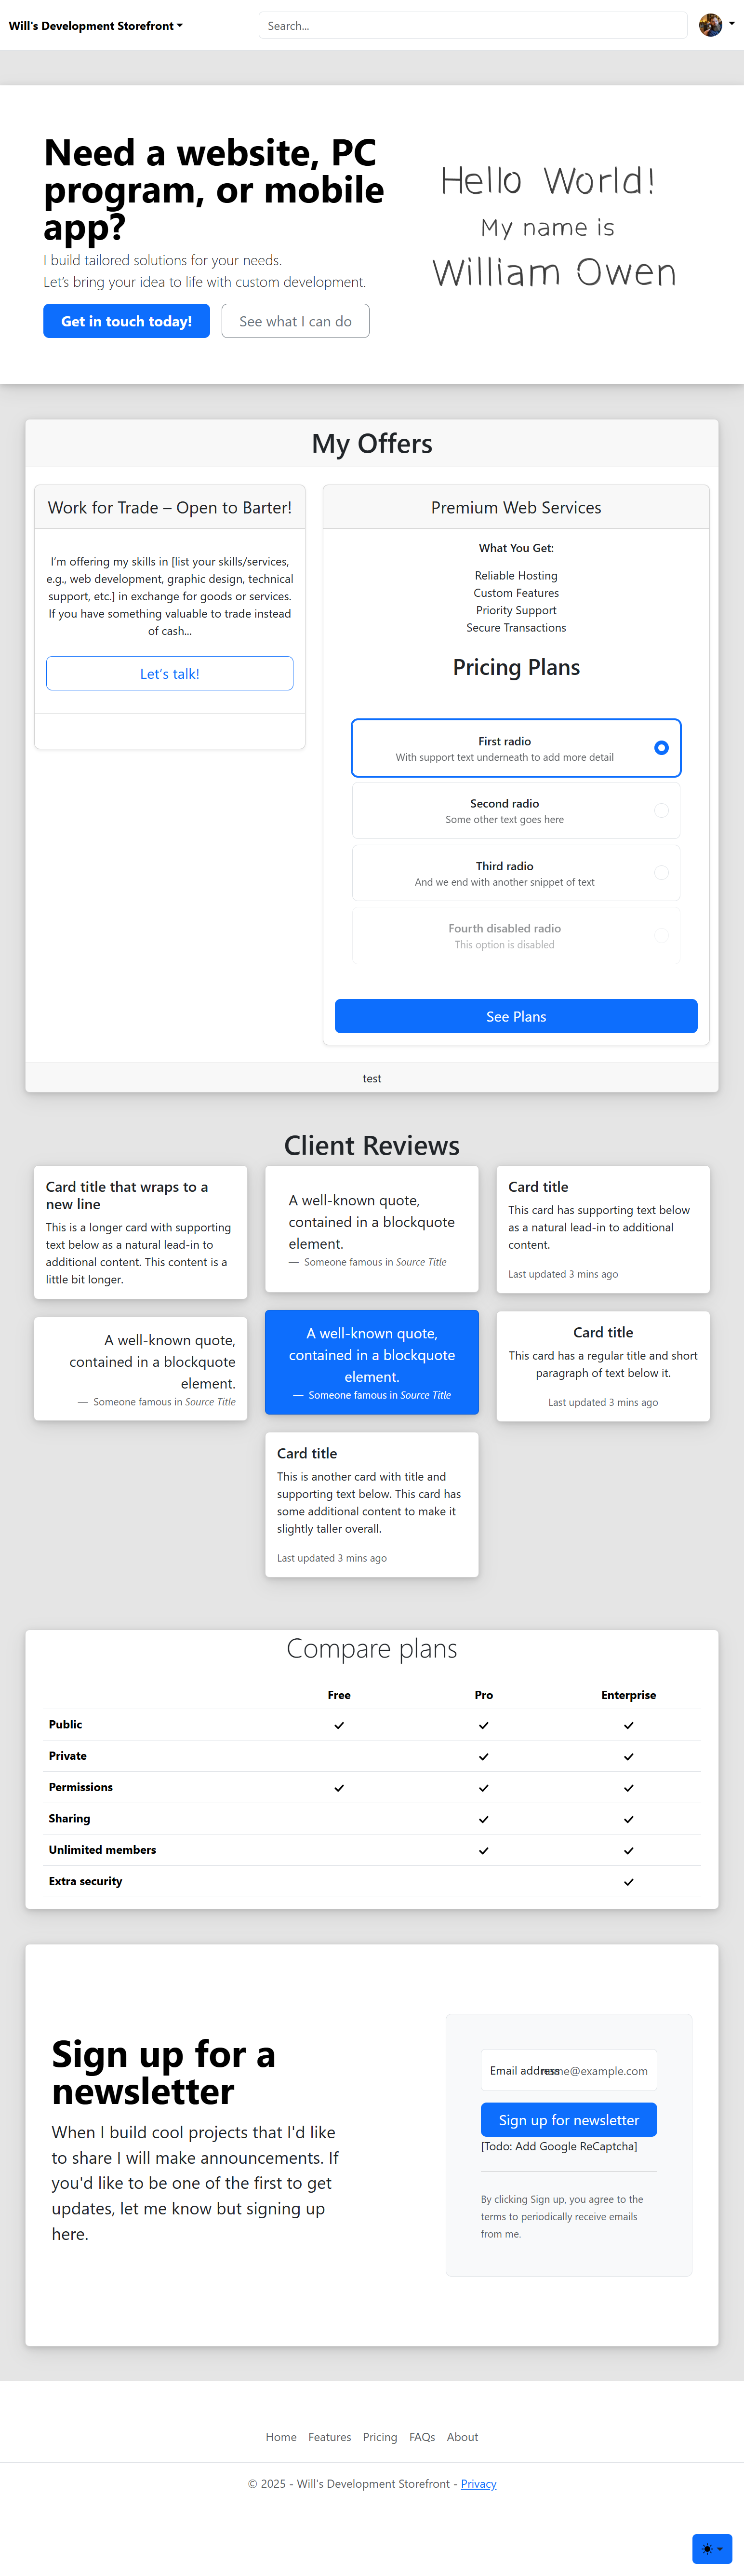 Will's Development Storefront
Search...
Need a website, PC
program, or mobile
app?
I build tailored solutions for your needs.
Let's bring your idea to life with custom development.
Get in touch today!
See what I can do
Hello World!
My name is
William Owen
My Offers
Work for Trade – Open to Barter!
I'm offering my skills in [list your skills/services,
e.g., web development, graphic design, technical
support, etc.] in exchange for goods or services.
If you have something valuable to trade instead
of cash...
Let's talk!
Premium Web Services
What You Get:
Reliable Hosting
Custom Features
Priority Support
Secure Transactions
Pricing Plans
First radio
With support text underneath to add more detail
Second radio
Some other text goes here
Third radio
And we end with another snippet of text
Fourth disabled radio
This option is disabled
See Plans
test
Client Reviews
Card title that wraps to a
new line
This is a longer card with supporting
text below as a natural lead-in to
additional content. This content is a
little bit longer.
A well-known quote,
contained in a blockquote
element.
— Someone famous in Source Title
A well-known quote,
contained in a blockquote
element.
— Someone famous in Source Title
A well-known quote,
contained in a blockquote
element.
— Someone famous in Source Title
Card title
This is another card with title and
supporting text below. This card has
some additional content to make it
slightly taller overall.
Last updated 3 mins ago
Card title
This card has supporting text below
as a natural lead-in to additional
content.
Last updated 3 mins ago
Card title
This card has a regular title and short
paragraph of text below it.
Last updated 3 mins ago
Compare plans
Free Pro Enterprise
Public
Private
Permissions
Sharing
Unlimited members
Extra security
Sign up for a
newsletter
When I build cool projects that I'd like
to share I will make announcements. If
you'd like to be one of the first to get
updates, let me know but signing up
here.
Email address name@example.com
Sign up for newsletter
[Todo: Add Google ReCaptcha]
By clicking Sign up, you agree to the
terms to periodically receive emails
from me.
Home Features Pricing FAQs About
© 2025 - Will's Development Storefront - Privacy